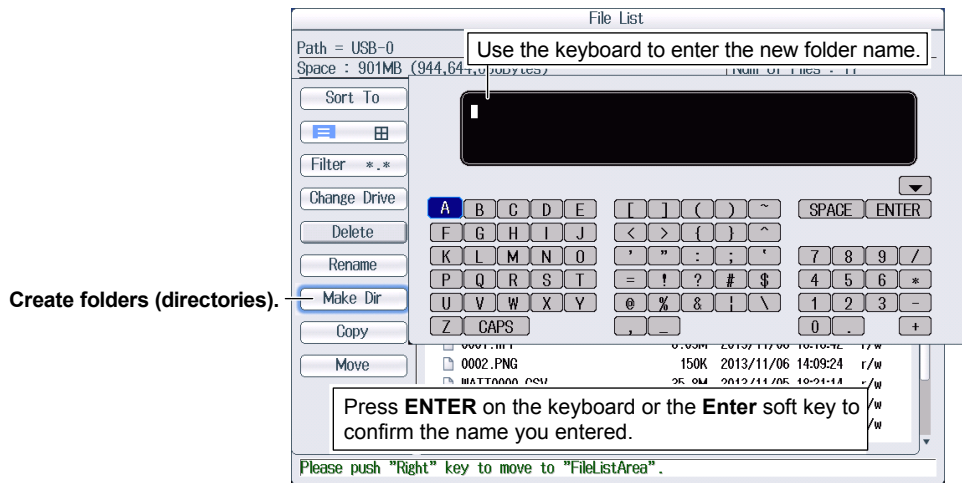 File List
Path = USB-0
Use the keyboard to enter the new folder name.
Space : 901MB
Sort To
Filter *.*
Change Drive
Delete
Rename
Create folders (directories).
Make Dir
Copy
Move
A B C D E [ ] ( ) ~ SPACE ENTER
F G H I J < > { } ^
K L M N O ' " : ; ‘ 7 8 9 /
P Q R S T = ! ? # $ 4 5 6 *
U V W X Y @ % & ¦ \ 1 2 3 -
Z CAPS , _ 0 . +
0002.PNG 150K 2013/11/06 14:09:24 r/w
Press ENTER on the keyboard or the Enter soft key to
confirm the name you entered.
Please push "Right" key to move to "FileListArea".